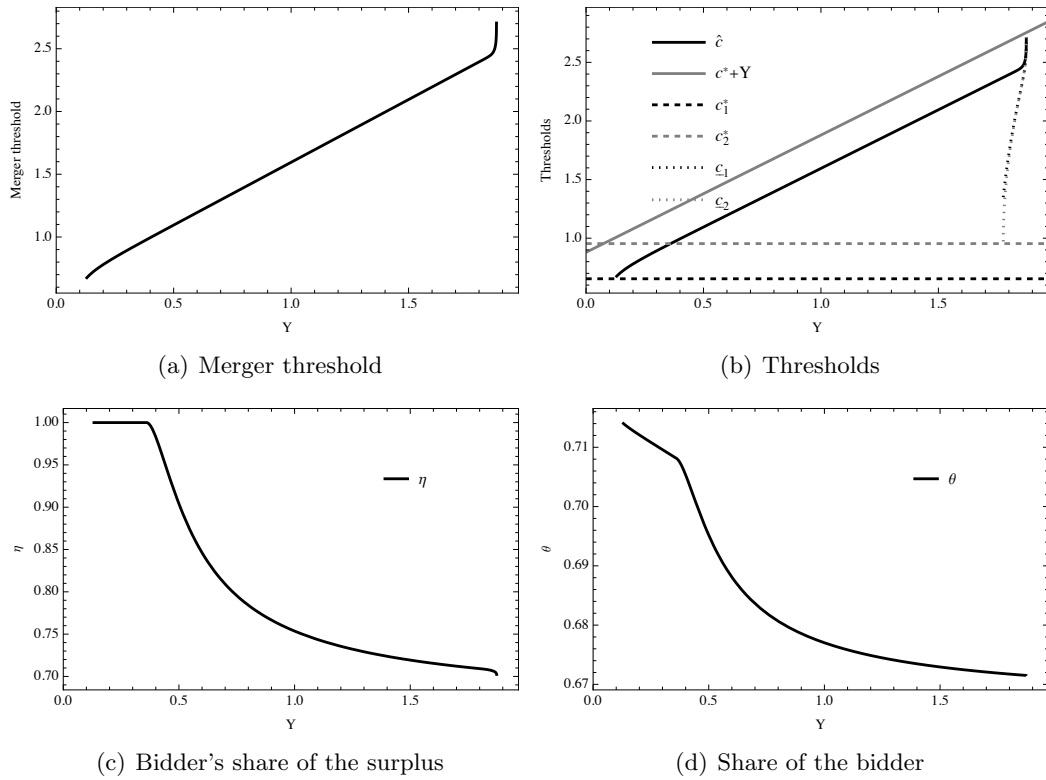 2.5
2.0
1.5
1.0
Merger threshold
0.0 0.5 1.0 1.5
Y
(a) Merger threshold
2.5
2.0
1.5
1.0
Thresholds
ĉ
c*+Y
c₁*
c₂*
c̲₁
c̲₂
0.0 0.5 1.0 1.5
Y
(b) Thresholds
1.00
0.95
0.90
0.85
0.80
0.75
0.70
η
η
0.0 0.5 1.0 1.5
Y
(c) Bidder's share of the surplus
0.71
0.70
0.69
0.68
0.67
θ
θ
0.0 0.5 1.0 1.5
Y
(d) Share of the bidder